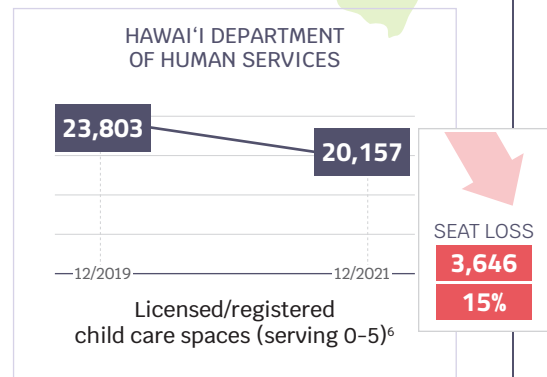 HAWAIʻI DEPARTMENT
OF HUMAN SERVICES
23,803
20,157
12/2019
12/2021
Licensed/registered
child care spaces (serving 0-5)⁶
SEAT LOSS
3,646
15%